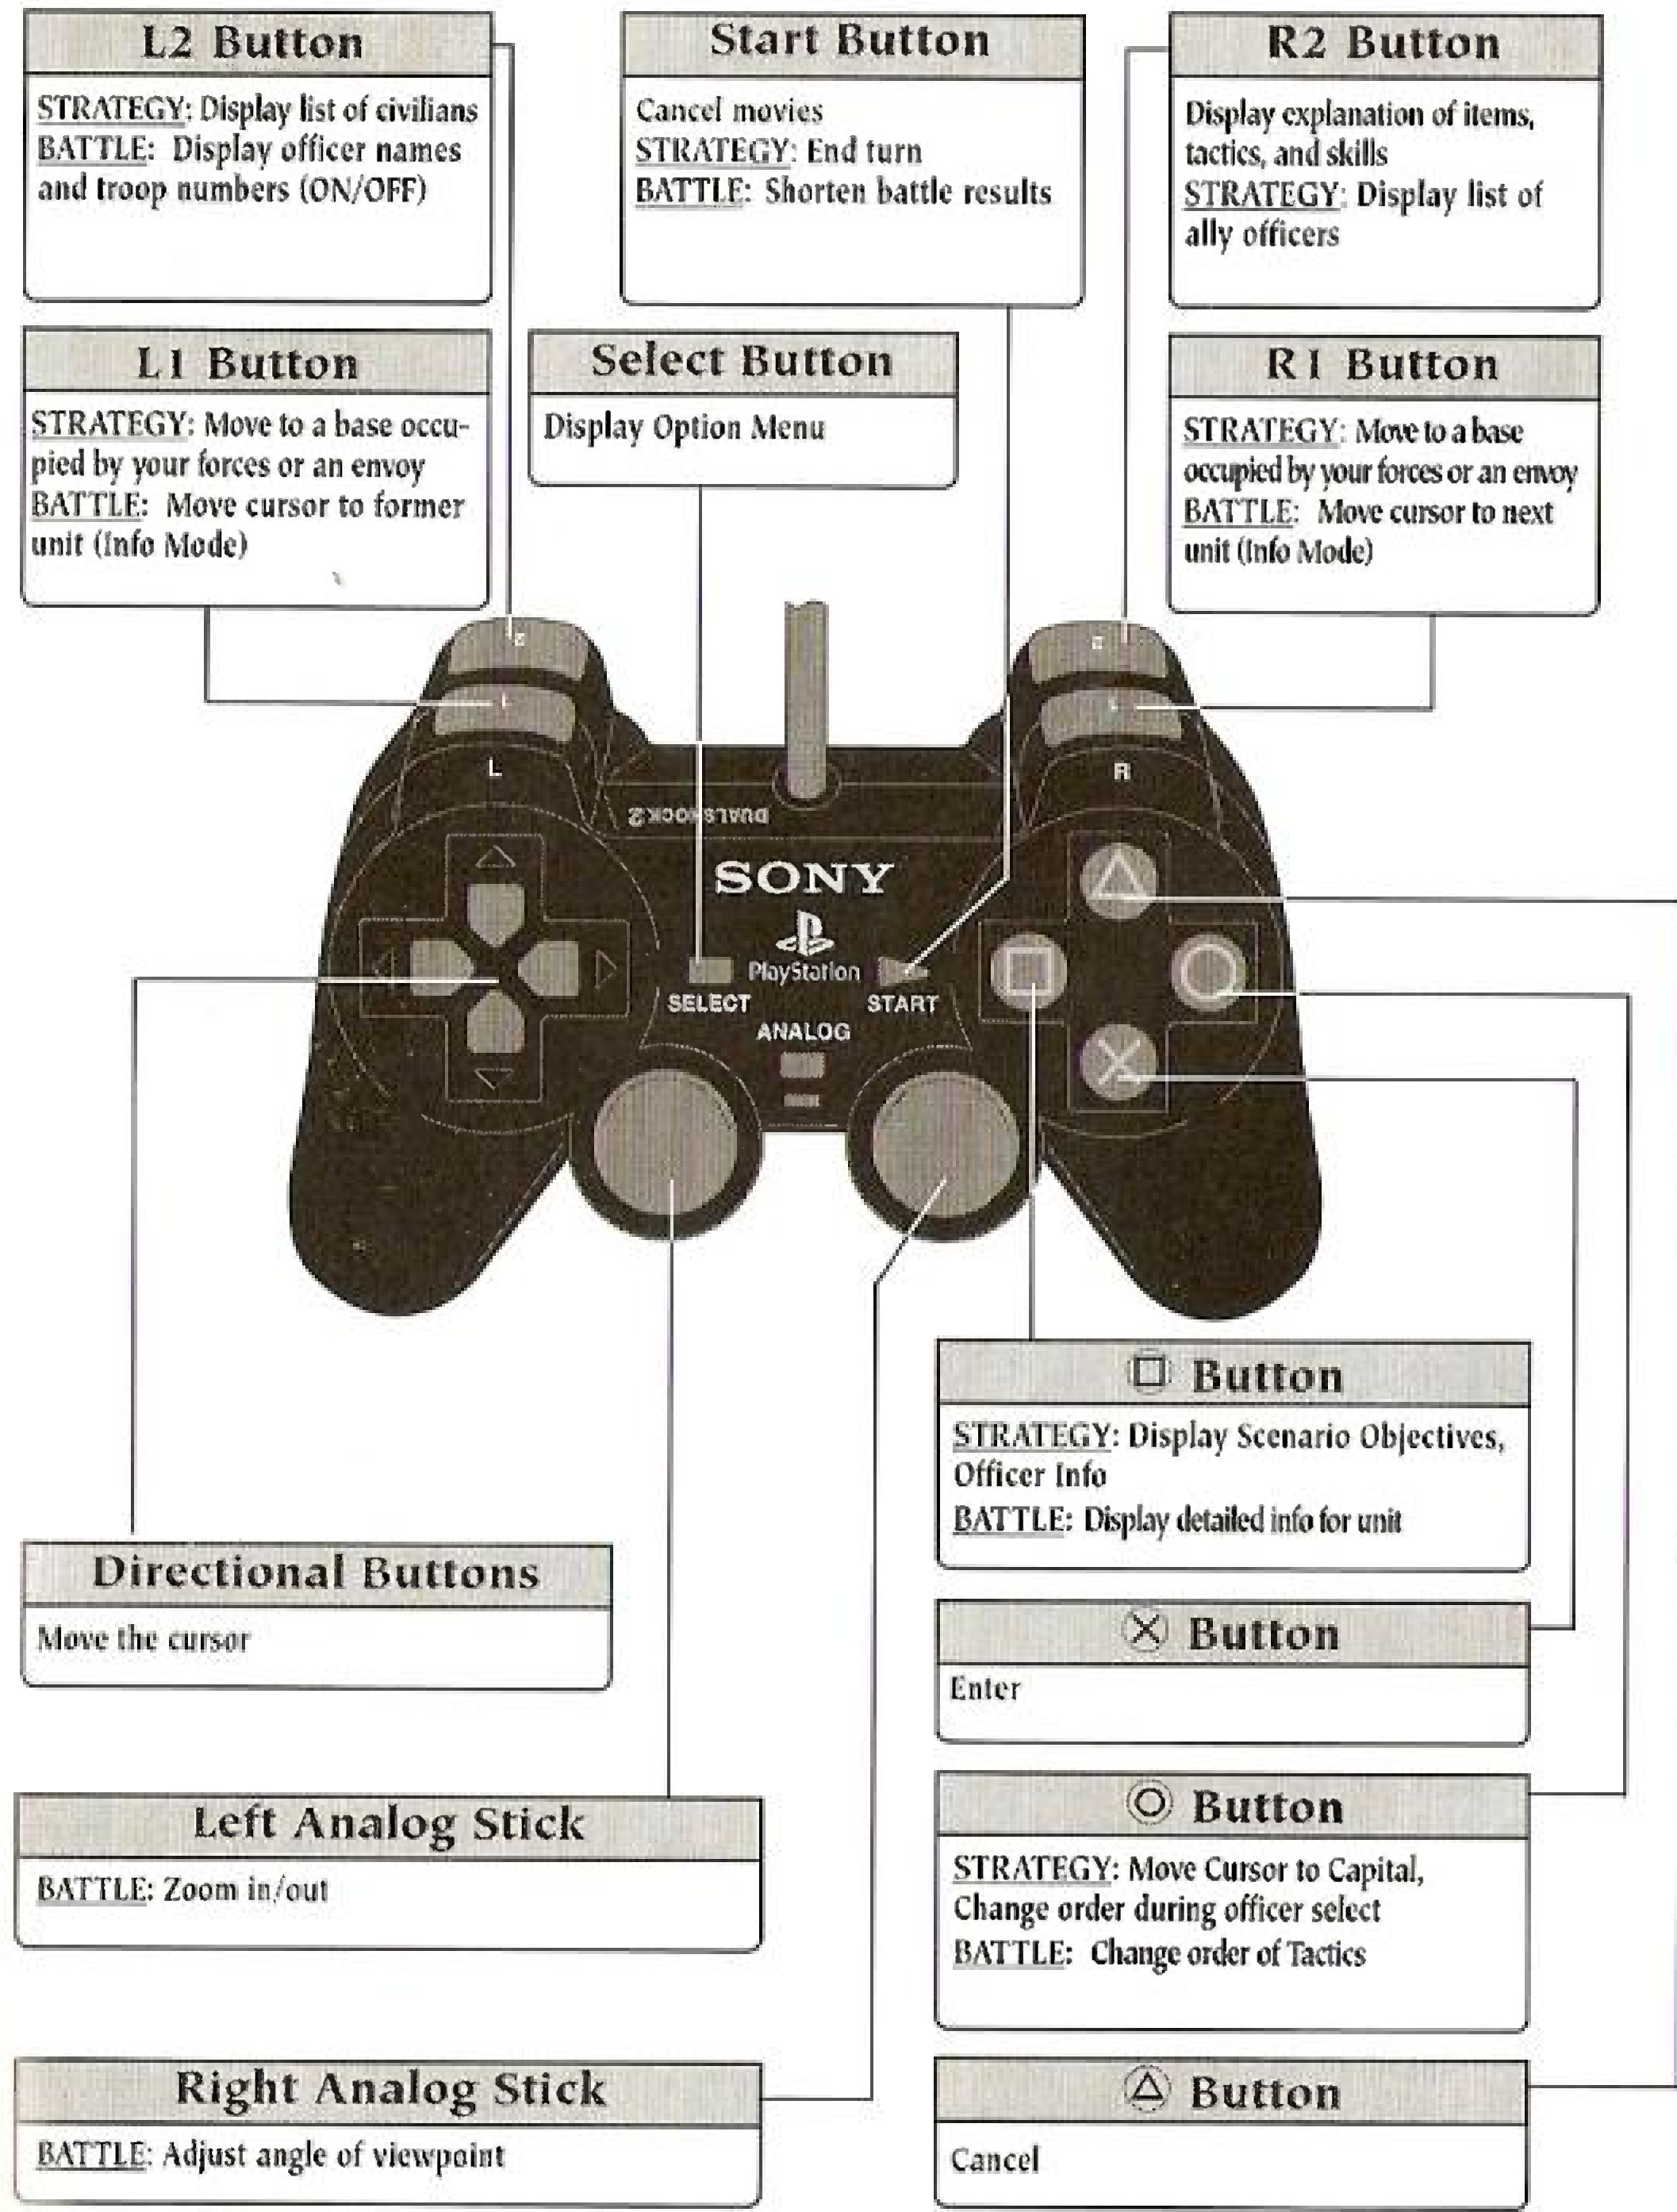 L2 Button
STRATEGY: Display list of civilians
BATTLE: Display officer names
and troop numbers (ON/OFF)
Start Button
Cancel movies
STRATEGY: End turn
BATTLE: Shorten battle results
R2 Button
Display explanation of items,
tactics, and skills
STRATEGY: Display list of
ally officers
L1 Button
STRATEGY: Move to a base occu-
pied by your forces or an envoy
BATTLE: Move cursor to former
unit (Info Mode)
Select Button
Display Option Menu
R1 Button
STRATEGY: Move to a base
occupied by your forces or an envoy
BATTLE: Move cursor to next
unit (Info Mode)
2
2
1
1
L
R
DUALSHOCK 2
SONY
PlayStation
SELECT
START
ANALOG
□ Button
STRATEGY: Display Scenario Objectives,
Officer Info
BATTLE: Display detailed info for unit
Directional Buttons
Move the cursor
X Button
Enter
Left Analog Stick
BATTLE: Zoom in/out
○ Button
STRATEGY: Move Cursor to Capital,
Change order during officer select
BATTLE: Change order of Tactics
Right Analog Stick
BATTLE: Adjust angle of viewpoint
△ Button
Cancel